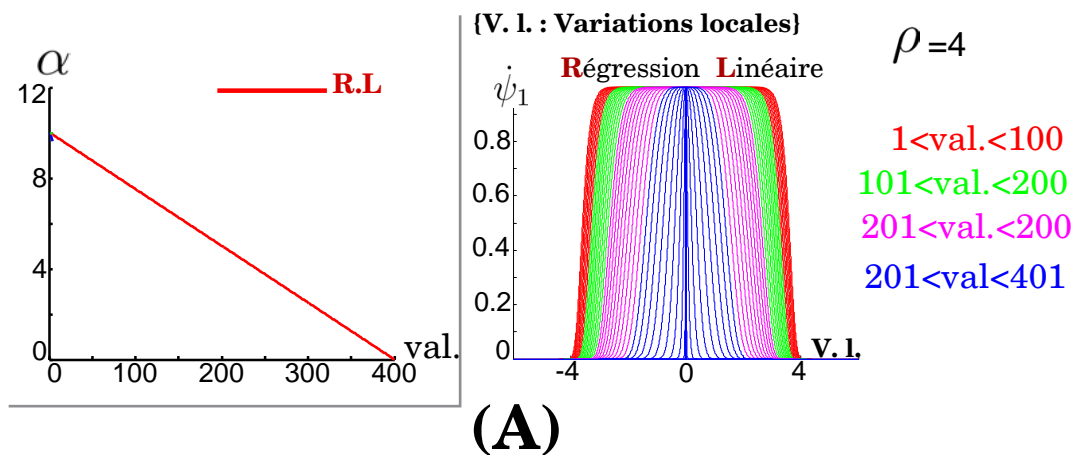 α
12
8
4
0
0
100
200
300
400
val.
R.L
{V. l. : Variations locales}
Régression Linéaire
ψ̇₁
0.8
0.6
0.4
0.2
0
-4
0
4
V. l.
ρ =4
1<val.<100
101<val.<200
201<val.<200
201<val<401
(A)